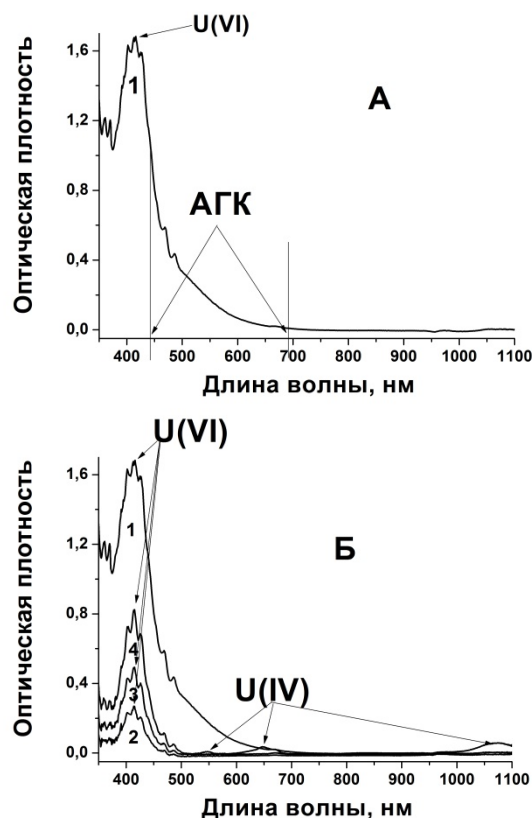 U(VI)
1,6
1
А
1,2
АГК
0,8
0,4
0,0
400 500 600 700 800 900 1000 1100
Оптическая плотность
Длина волны, нм
U(VI)
1,6
1
Б
1,2
0,8
4
U(IV)
0,4
3
2
0,0
400 500 600 700 800 900 1000 1100
Оптическая плотность
Длина волны, нм